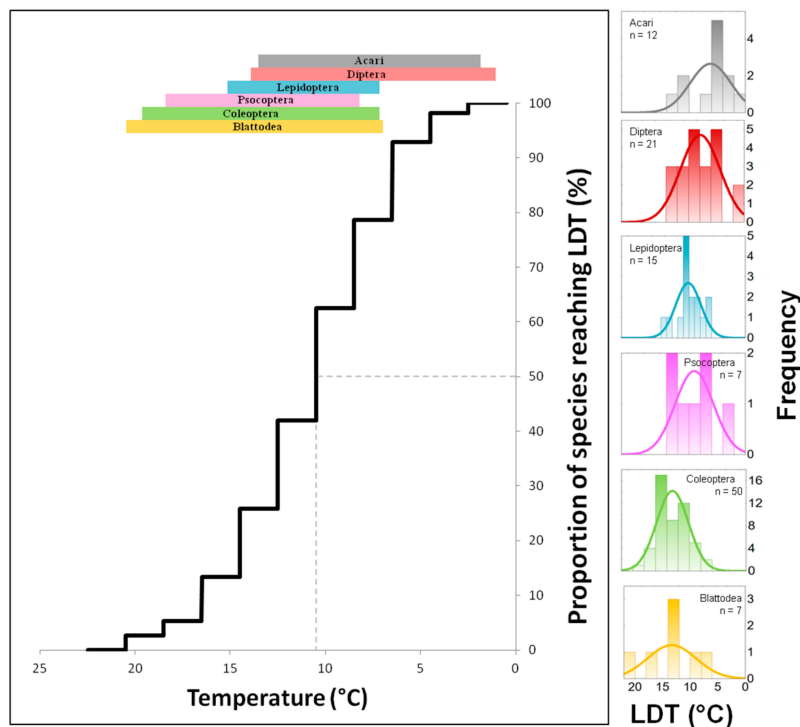 Acari
Diptera
Lepidoptera
Psocoptera
Coleoptera
Blattodea
100
90
80
70
60
50
40
30
20
10
0
Proportion of species reaching LDT (%)
25 20 15 10 5 0
Temperature (°C)
Acari
n = 12
4
2
0
Diptera
n = 21
5
4
3
2
1
0
Lepidoptera
n = 15
5
4
3
2
1
0
Psocoptera
n = 7
2
1
0
Coleoptera
n = 50
16
12
8
4
0
Blattodea
n = 7
3
2
1
0
20 15 10 5 0
LDT (°C)
Frequency